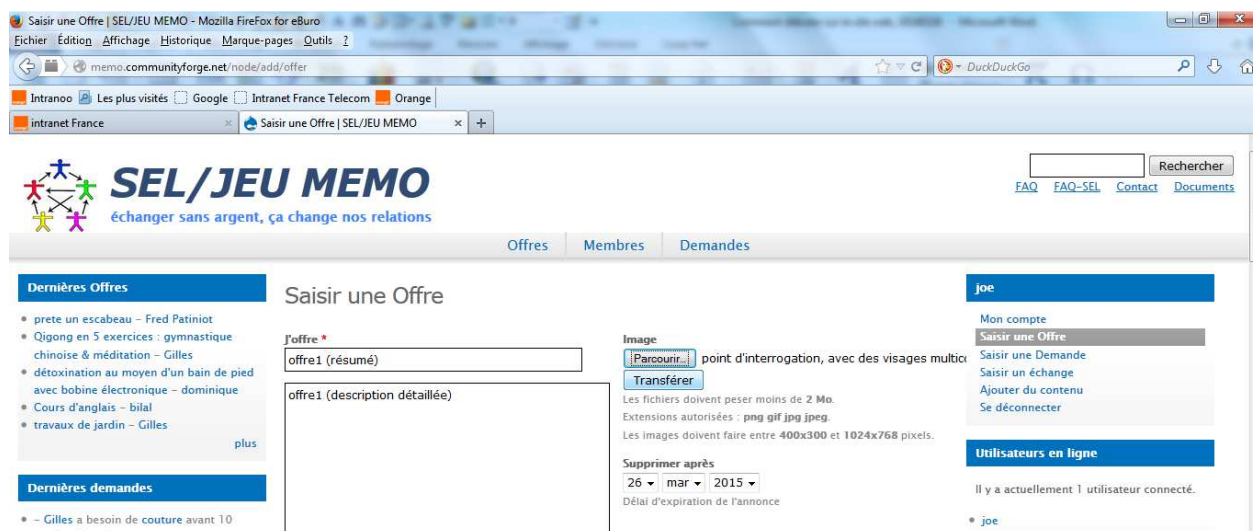 Saisir une Offre | SEL/JEU MEMO - Mozilla FireFox for eBuro
Fichier Édition Affichage Historique Marque-pages Outils ?
memo.communityforge.net/node/add/offer
DuckDuckGo
Intranoo Les plus visités Google Intranet France Telecom Orange
intranet France
Saisir une Offre | SEL/JEU MEMO
SEL/JEU MEMO
échanger sans argent, ça change nos relations
Rechercher
FAQ FAQ-SEL Contact Documents
Offres Membres Demandes
Dernières Offres
• prete un escabeau – Fred Patiniot
• Qigong en 5 exercices : gymnastique
chinoise & méditation – Gilles
• détoxination au moyen d'un bain de pied
avec bobine électronique – dominique
• Cours d'anglais – bilal
• travaux de jardin – Gilles
plus
Dernières demandes
• – Gilles a besoin de couture avant 10
Saisir une Offre
J'offre *
offre1 (résumé)
offre1 (description détaillée)
Image
Parcourir... point d'interrogation, avec des visages multico
Transférer
Les fichiers doivent peser moins de 2 Mo.
Extensions autorisées : png gif jpg jpeg.
Les images doivent faire entre 400x300 et 1024x768 pixels.
Supprimer après
26 mar 2015
Délai d'expiration de l'annonce
joe
Mon compte
Saisir une Offre
Saisir une Demande
Saisir un échange
Ajouter du contenu
Se déconnecter
Utilisateurs en ligne
Il y a actuellement 1 utilisateur connecté.
• joe